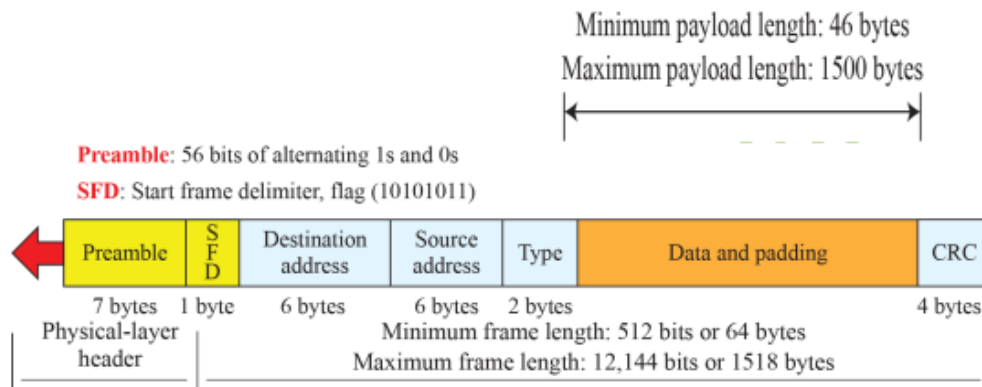 Minimum payload length: 46 bytes
Maximum payload length: 1500 bytes
Preamble: 56 bits of alternating 1s and 0s
SFD: Start frame delimiter, flag (10101011)
Preamble
S
F
D
Destination
address
Source
address
Type
Data and padding
CRC
7 bytes 1 byte 6 bytes 6 bytes 2 bytes 4 bytes
Physical-layer
header
Minimum frame length: 512 bits or 64 bytes
Maximum frame length: 12,144 bits or 1518 bytes